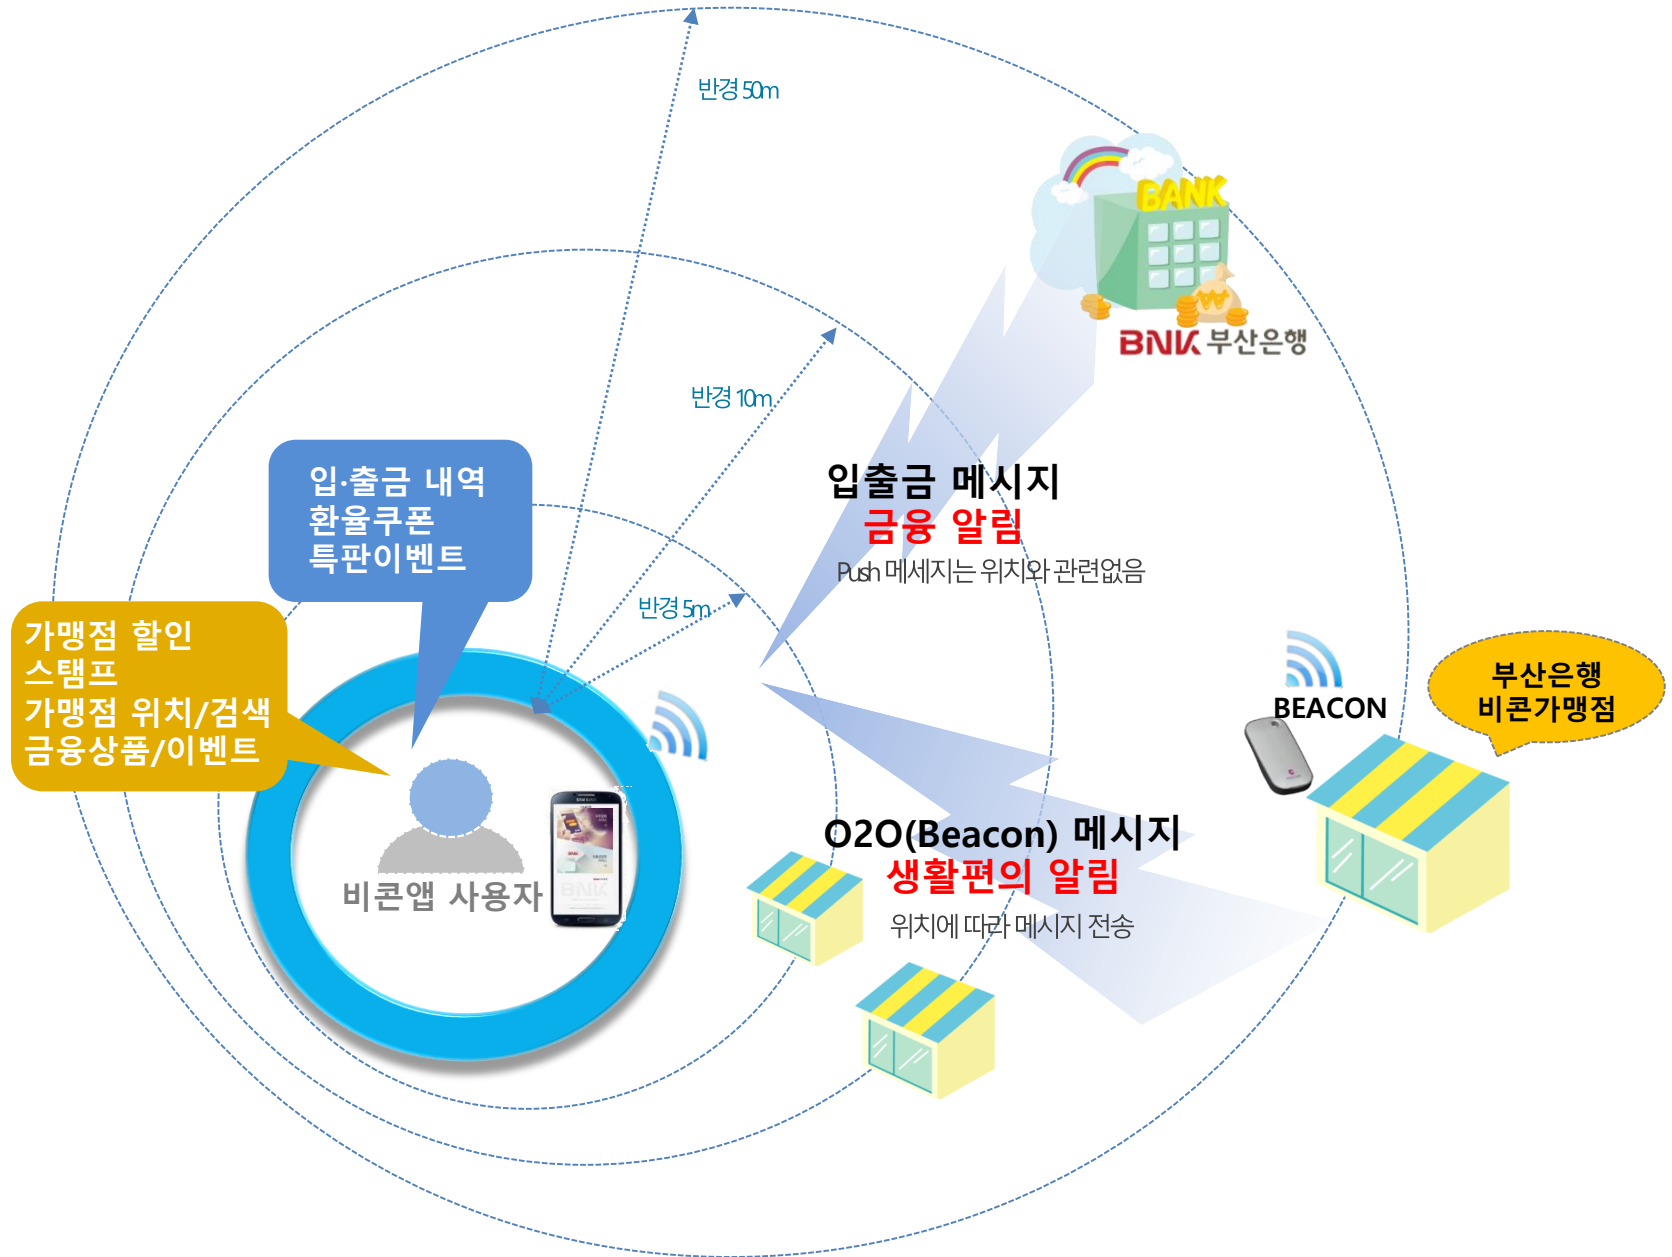 반경 50m
BANK
BNK 부산은행
반경 10m
입·출금 내역
환율쿠폰
특판이벤트
입출금 메시지
금융 알림
Push 메세지는 위치와 관련없음
반경 5m
가맹점 할인
스탬프
가맹점 위치/검색
금융상품/이벤트
BEACON
부산은행
비콘가맹점
O2O(Beacon) 메시지
생활편의 알림
위치에 따라 메시지 전송
비콘앱 사용자
SAMSUNG
BNK